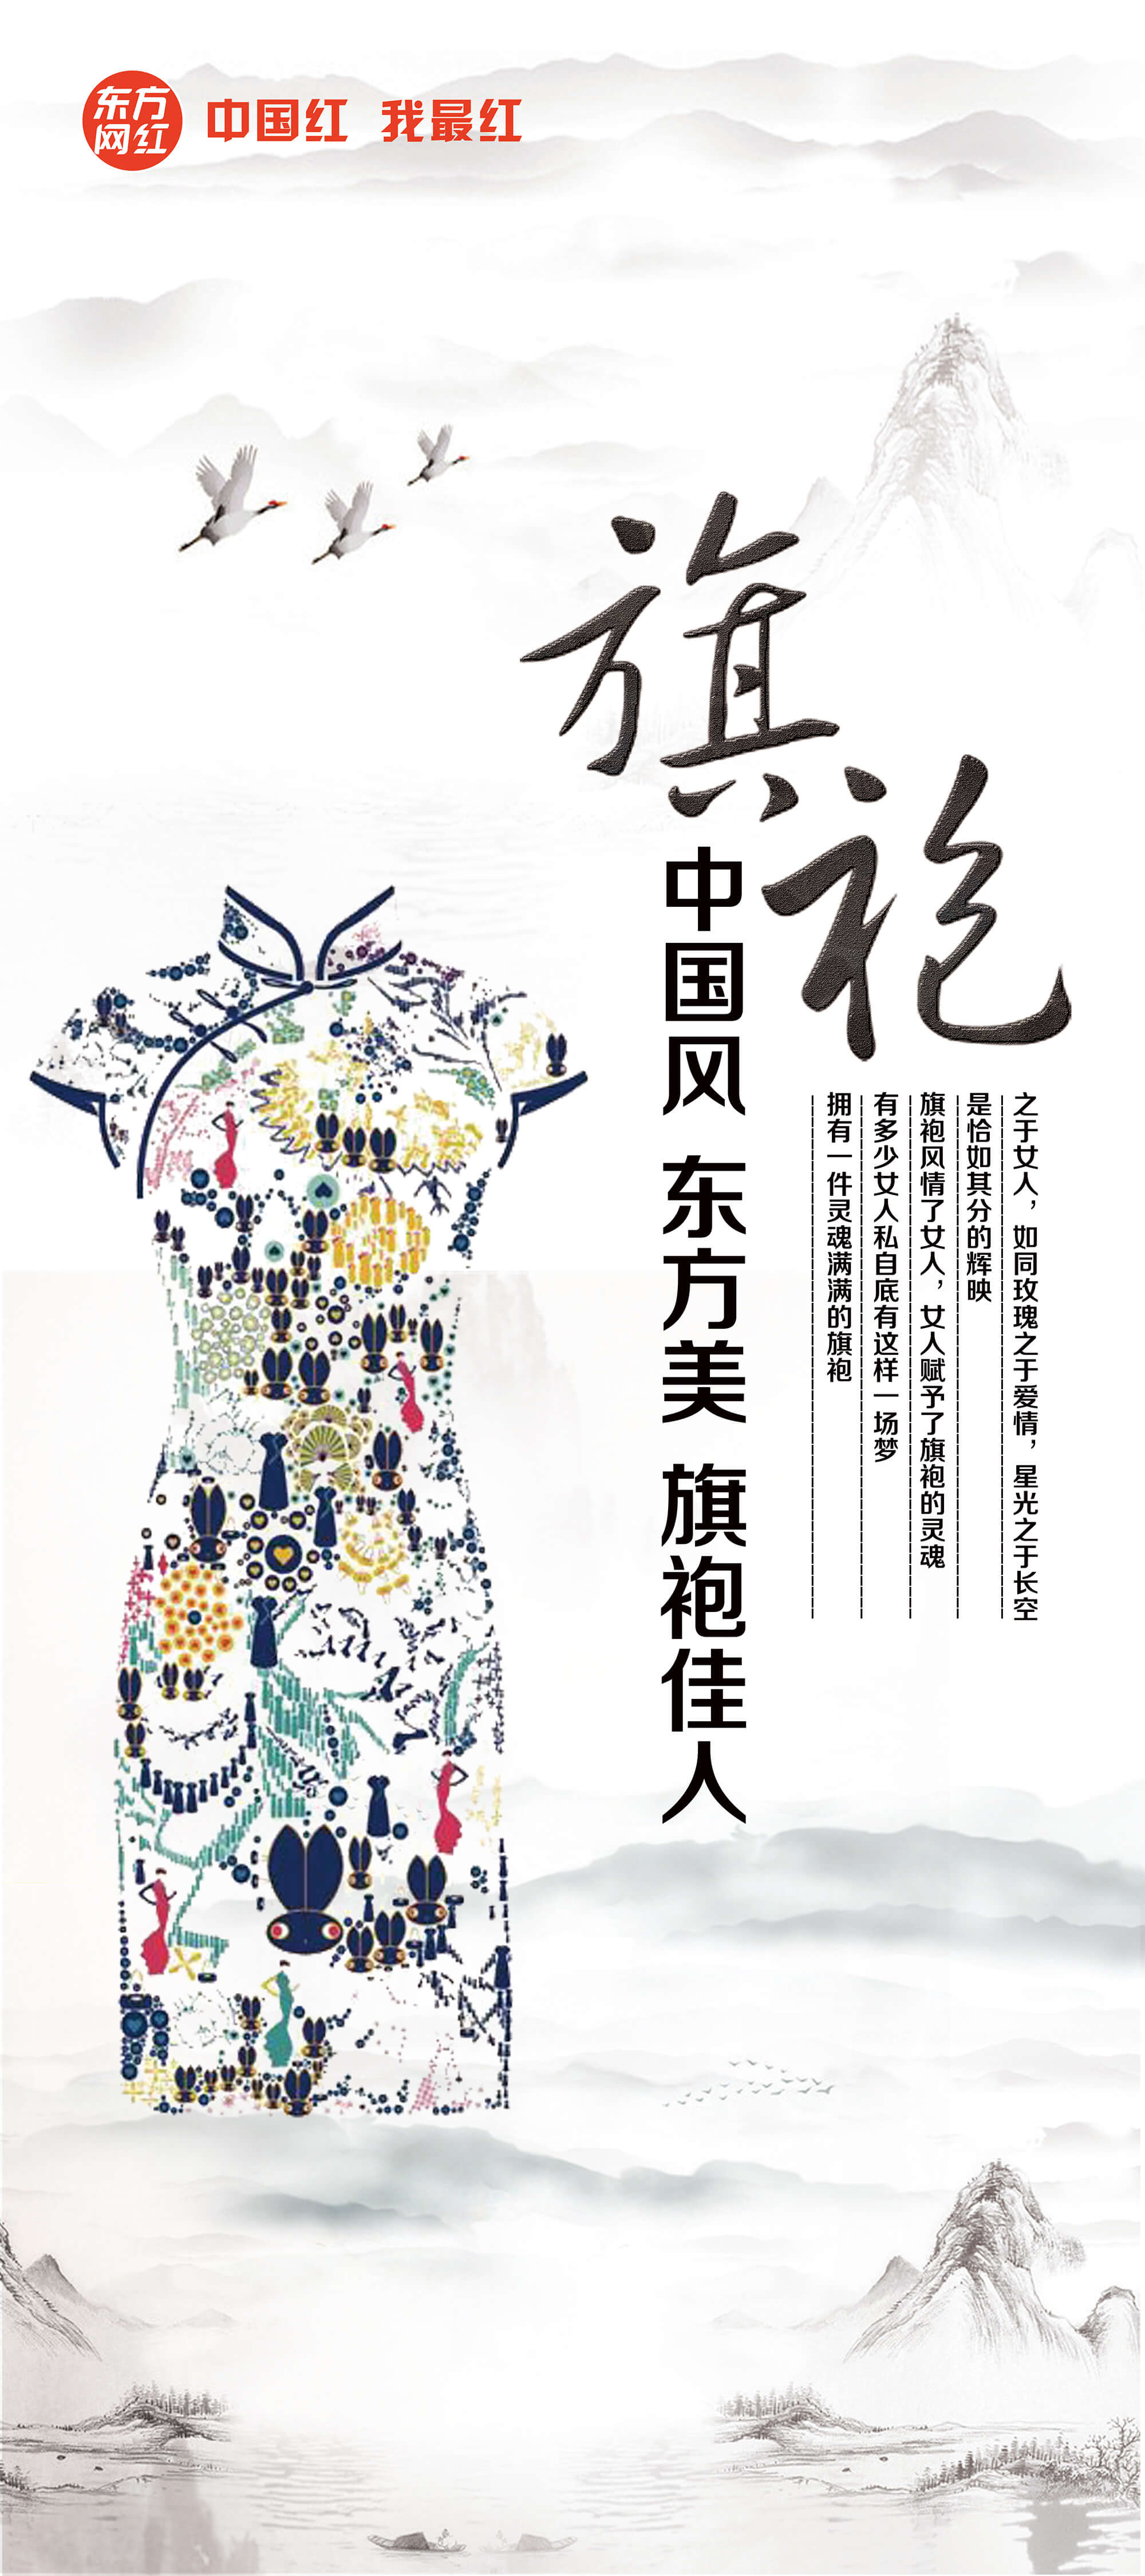 东方
网红
中国红 我最红
旗袍
中国风 东方美 旗袍佳人
之于女人，如同玫瑰之于爱情，星光之于长空
是恰如其分的辉映
旗袍风情了女人，女人赋予了旗袍的灵魂
有多少女人私自底有这样一场梦
拥有一件灵魂满满的旗袍